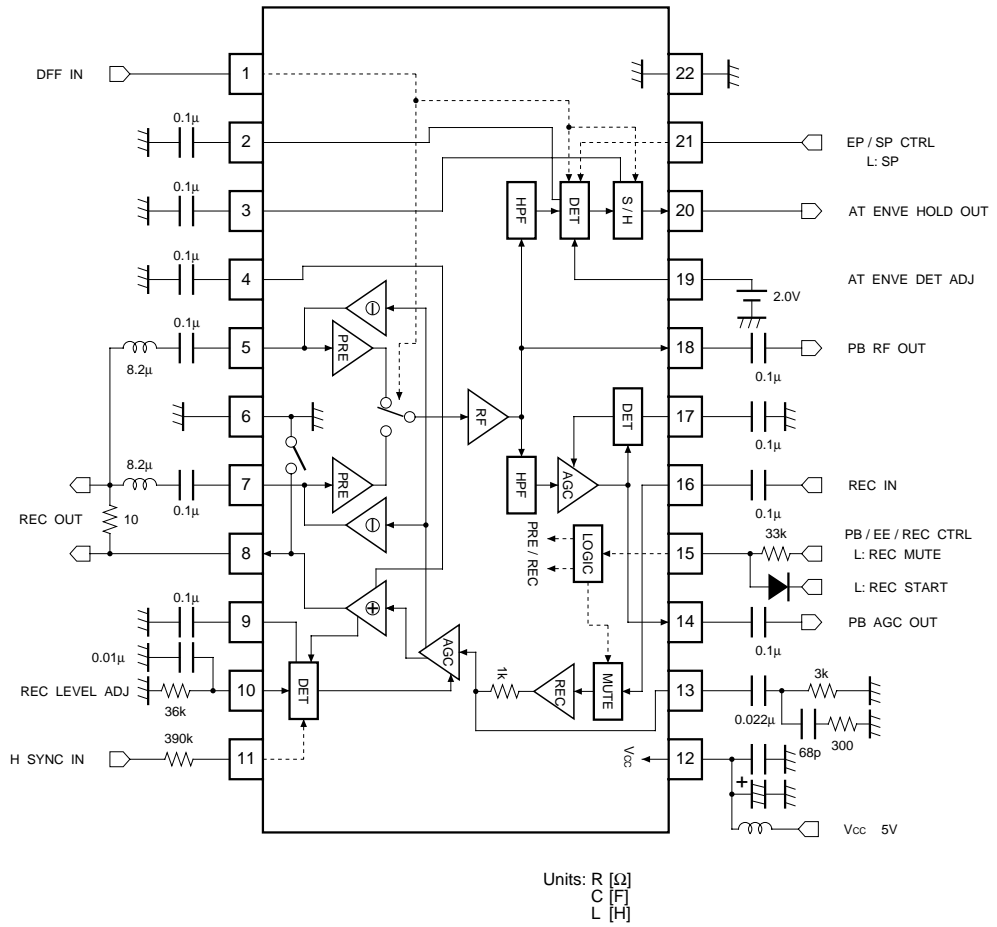 DFF IN
0.1μ
0.1μ
0.1μ
0.1μ
8.2μ
8.2μ
0.1μ
REC OUT
10
0.1μ
0.01μ
REC LEVEL ADJ
36k
390k
H SYNC IN
1
2
3
4
5
6
7
8
9
10
11
HPF
DET
S / H
PRE
PRE
RF
DET
HPF
AGC
PRE / REC
LOGIC
AGC
DET
1k
REC
MUTE
Vcc
22
21
20
19
18
17
16
15
14
13
12
EP / SP CTRL
L: SP
AT ENVE HOLD OUT
AT ENVE DET ADJ
2.0V
PB RF OUT
0.1μ
0.1μ
REC IN
0.1μ
33k
PB / EE / REC CTRL
L: REC MUTE
L: REC START
PB AGC OUT
0.1μ
3k
0.022μ
68p
300
+
Vcc 5V
Units: R [Ω]
C [F]
L [H]